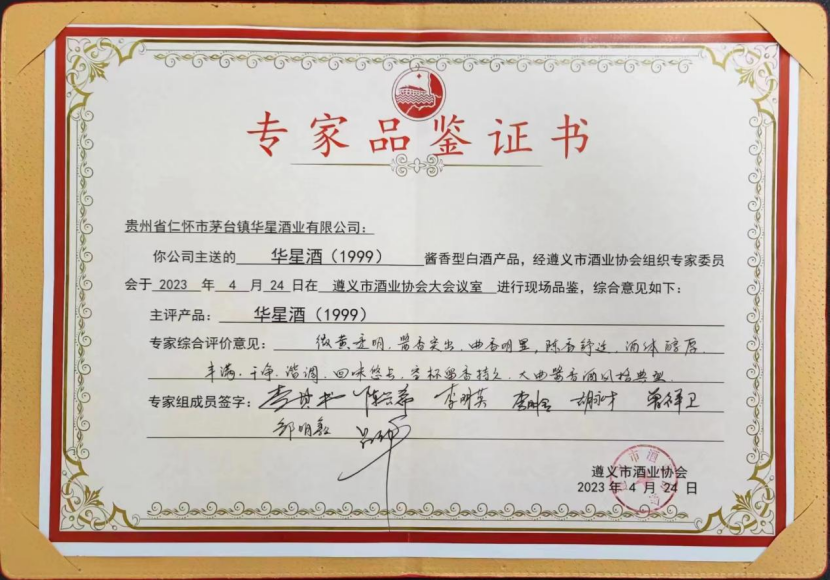 专家品鉴证书
贵州省仁怀市茅台镇华星酒业有限公司：
你公司主送的 华星酒（1999） 酱香型白酒产品，经遵义市酒业协会组织专家委员
会于 2023 年 4 月 24 日在 遵义市酒业协会大会议室 进行现场品鉴，综合意见如下：
主评产品： 华星酒（1999）
专家综合评价意见： 微黄透明、酱香突出、曲香明显，陈香舒适、酒体醇厚、
丰满、干净、谐调、回味悠长、空杯留香持久、大曲酱香酒风格典型
专家组成员签字：
遵义市酒业协会
2023 年 4 月 24 日